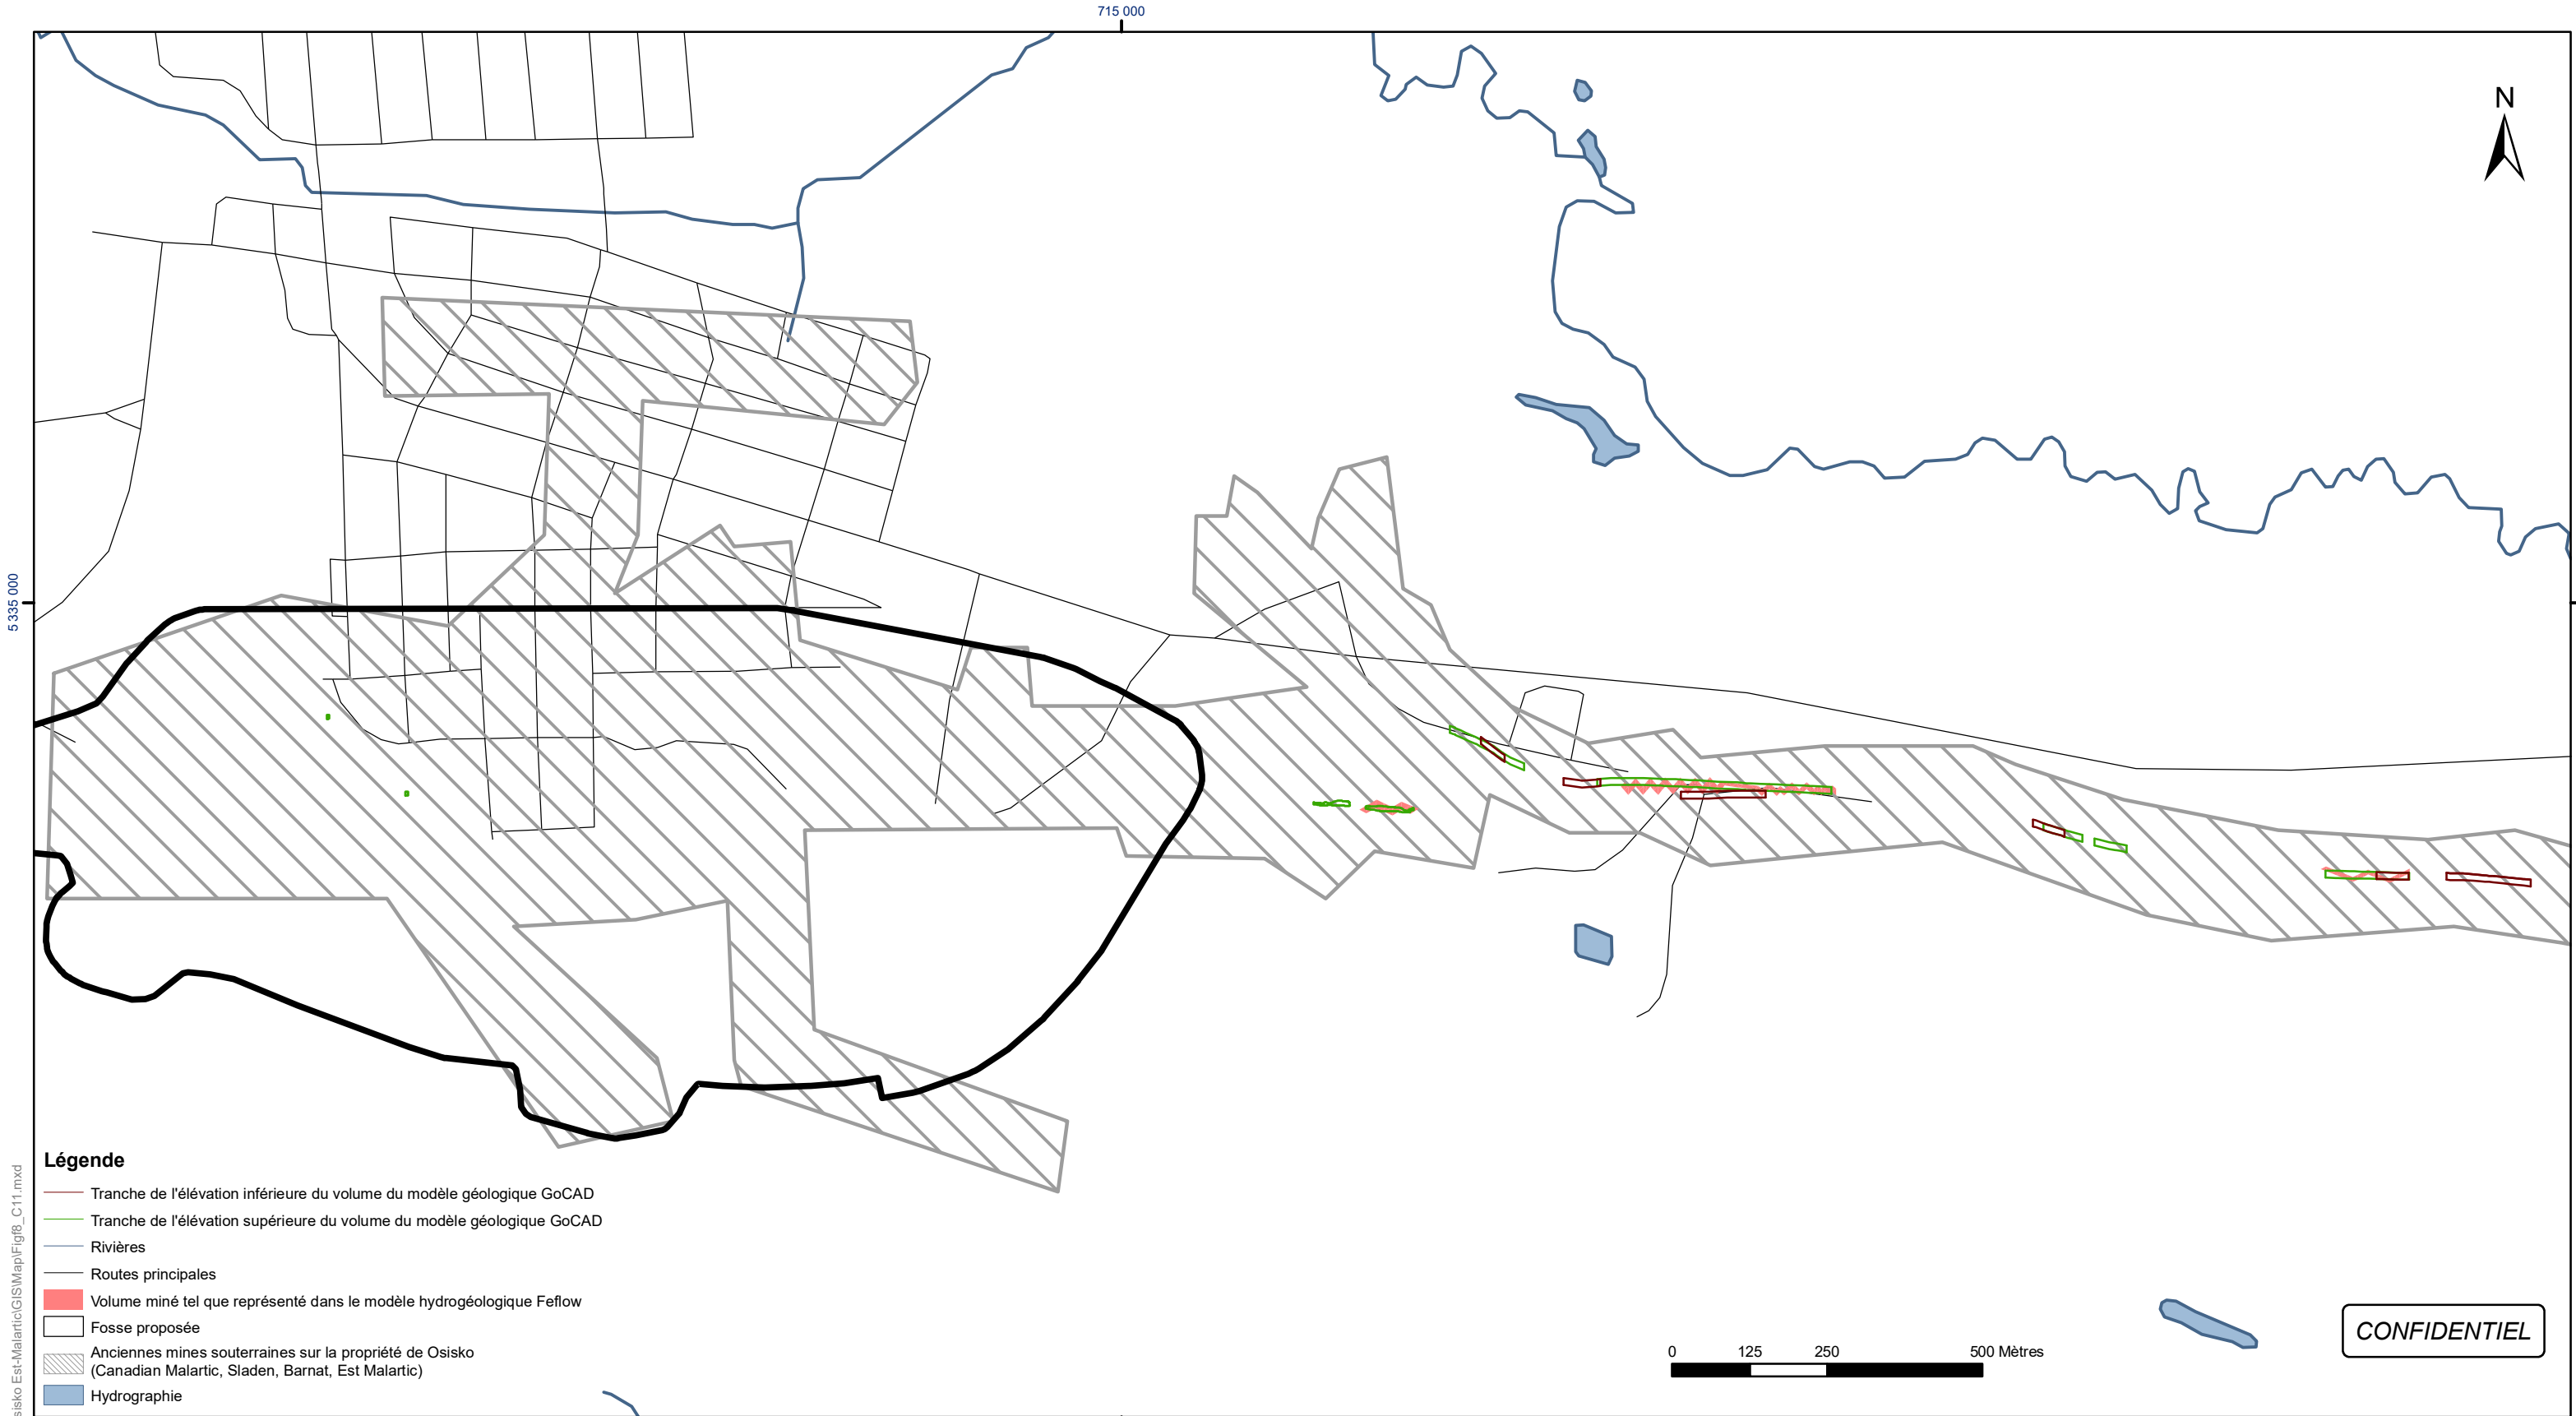 715 000
N
5 335 000
Légende
Tranche de l'élévation inférieure du volume du modèle géologique GoCAD
Tranche de l'élévation supérieure du volume du modèle géologique GoCAD
Rivières
Routes principales
Volume miné tel que représenté dans le modèle hydrogéologique Feflow
Fosse proposée
Anciennes mines souterraines sur la propriété de Osisko
(Canadian Malartic, Sladen, Barnat, Est Malartic)
Hydrographie
0 125 250 500 Mètres
CONFIDENTIEL
sisko Est-Malartic\GIS\Map\Figf8_C11.mxd